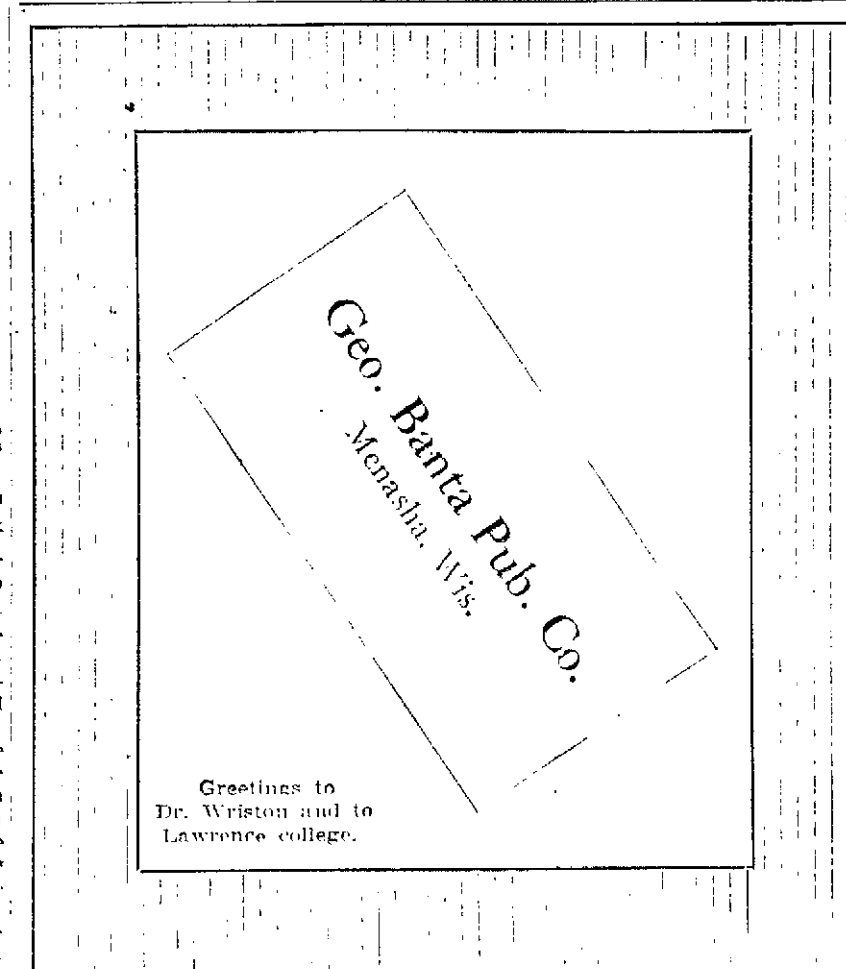 Geo. Banta Pub. Co.
Menasha, Wis.
Greetings to
Dr. Wriston and to
Lawrence college.